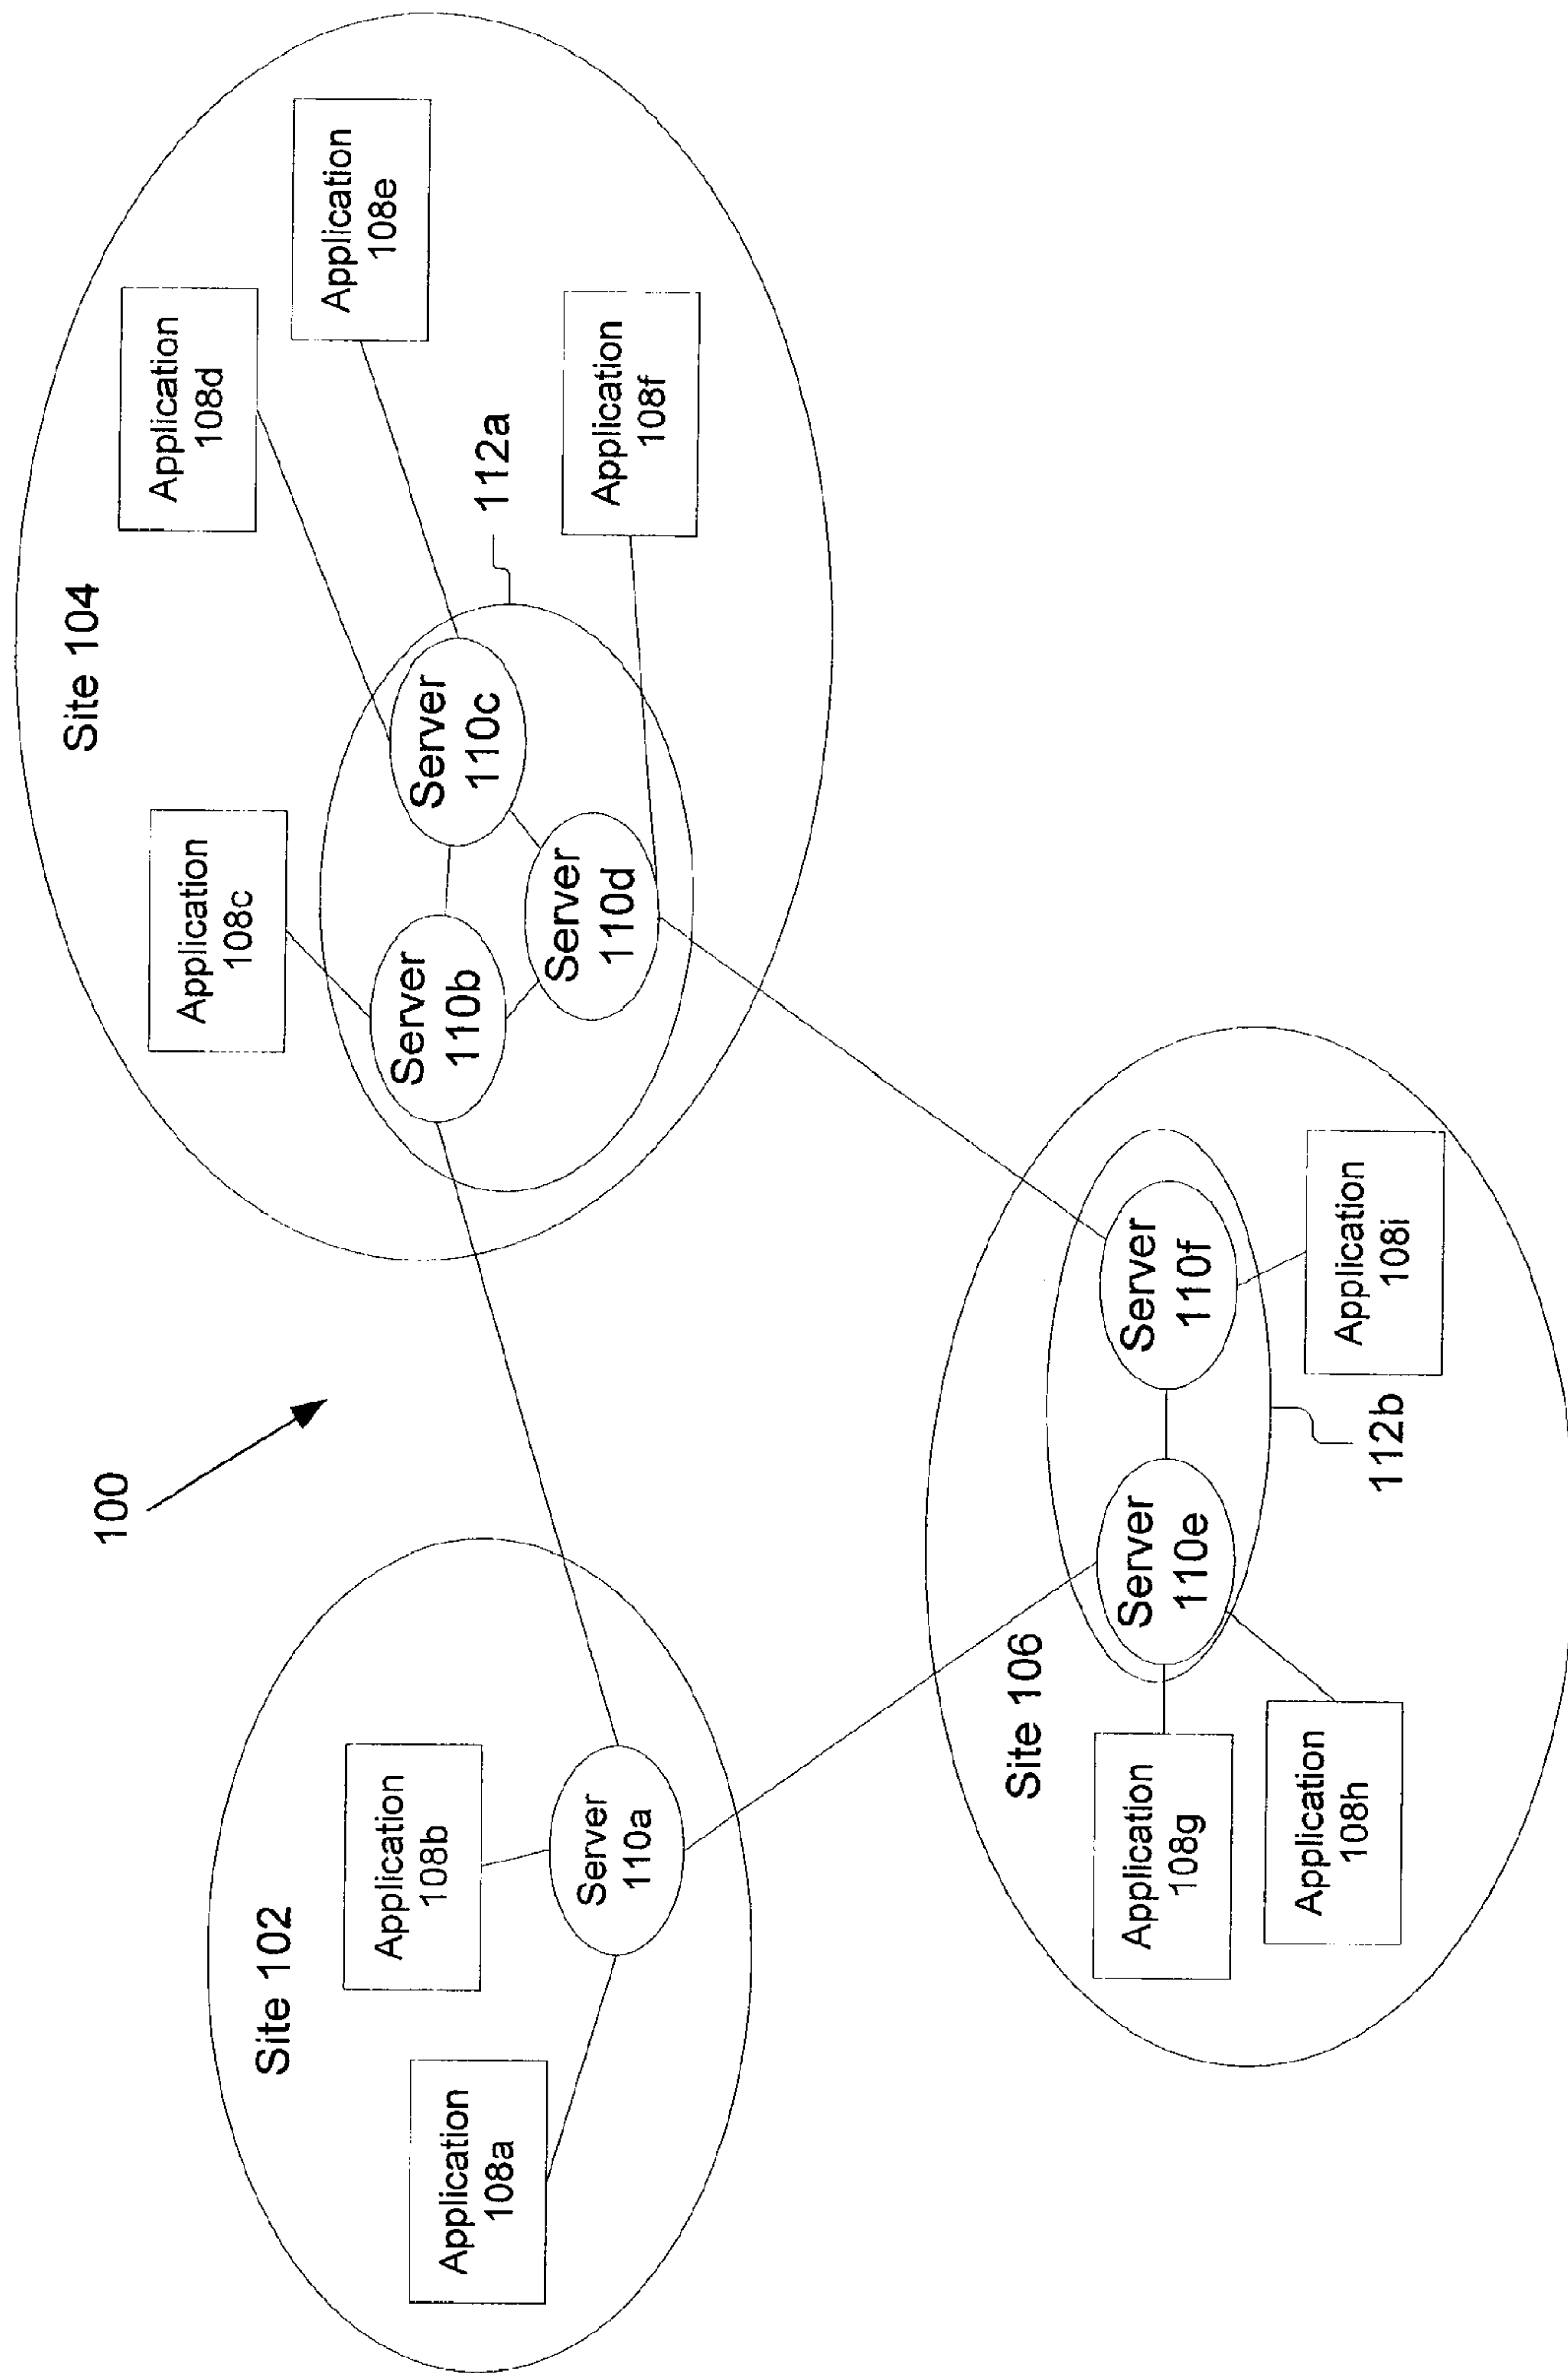 100
Site 102
Application
108a
Application
108b
Server
110a
Site 104
Application
108c
Application
108d
Application
108e
Application
108f
Server
110b
Server
110c
Server
110d
112a
Site 106
Application
108g
Application
108h
Server
110e
Server
110f
Application
108i
112b